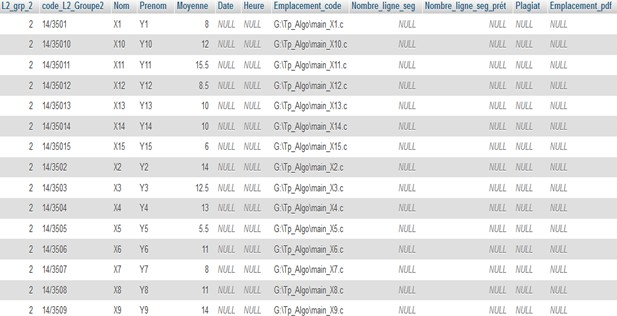 L2_grp_2 code_L2_Groupe2 Nom Prenom Moyenne Date Heure Emplacement_code Nombre_ligne_seg Nombre_ligne_seg_prét Plagiat Emplacement_pdf
2 14/3501 X1 Y1 8 NULL NULL G:\Tp_Algo\main_X1.c NULL NULL NULL NULL
2 14/35010 X10 Y10 12 NULL NULL G:\Tp_Algo\main_X10.c NULL NULL NULL NULL
2 14/35011 X11 Y11 15.5 NULL NULL G:\Tp_Algo\main_X11.c NULL NULL NULL NULL
2 14/35012 X12 Y12 8.5 NULL NULL G:\Tp_Algo\main_X12.c NULL NULL NULL NULL
2 14/35013 X13 Y13 10 NULL NULL G:\Tp_Algo\main_X13.c NULL NULL NULL NULL
2 14/35014 X14 Y14 10 NULL NULL G:\Tp_Algo\main_X14.c NULL NULL NULL NULL
2 14/35015 X15 Y15 6 NULL NULL G:\Tp_Algo\main_X15.c NULL NULL NULL NULL
2 14/3502 X2 Y2 14 NULL NULL G:\Tp_Algo\main_X2.c NULL NULL NULL NULL
2 14/3503 X3 Y3 12.5 NULL NULL G:\Tp_Algo\main_X3.c NULL NULL NULL NULL
2 14/3504 X4 Y4 13 NULL NULL G:\Tp_Algo\main_X4.c NULL NULL NULL NULL
2 14/3505 X5 Y5 5.5 NULL NULL G:\Tp_Algo\main_X5.c NULL NULL NULL NULL
2 14/3506 X6 Y6 11 NULL NULL G:\Tp_Algo\main_X6.c NULL NULL NULL NULL
2 14/3507 X7 Y7 8 NULL NULL G:\Tp_Algo\main_X7.c NULL NULL NULL NULL
2 14/3508 X8 Y8 11 NULL NULL G:\Tp_Algo\main_X8.c NULL NULL NULL NULL
2 14/3509 X9 Y9 14 NULL NULL G:\Tp_Algo\main_X9.c NULL NULL NULL NULL